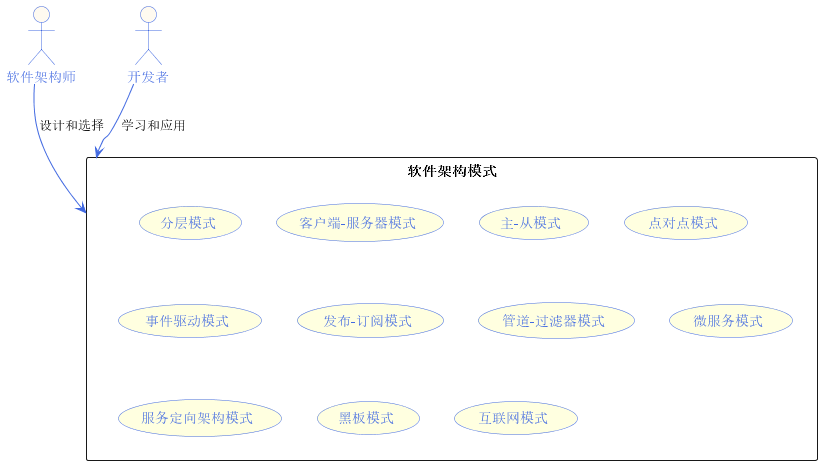 软件架构师
开发者
设计和选择
学习和应用
软件架构模式
分层模式
客户端-服务器模式
主-从模式
点对点模式
事件驱动模式
发布-订阅模式
管道-过滤器模式
微服务模式
服务定向架构模式
黑板模式
互联网模式